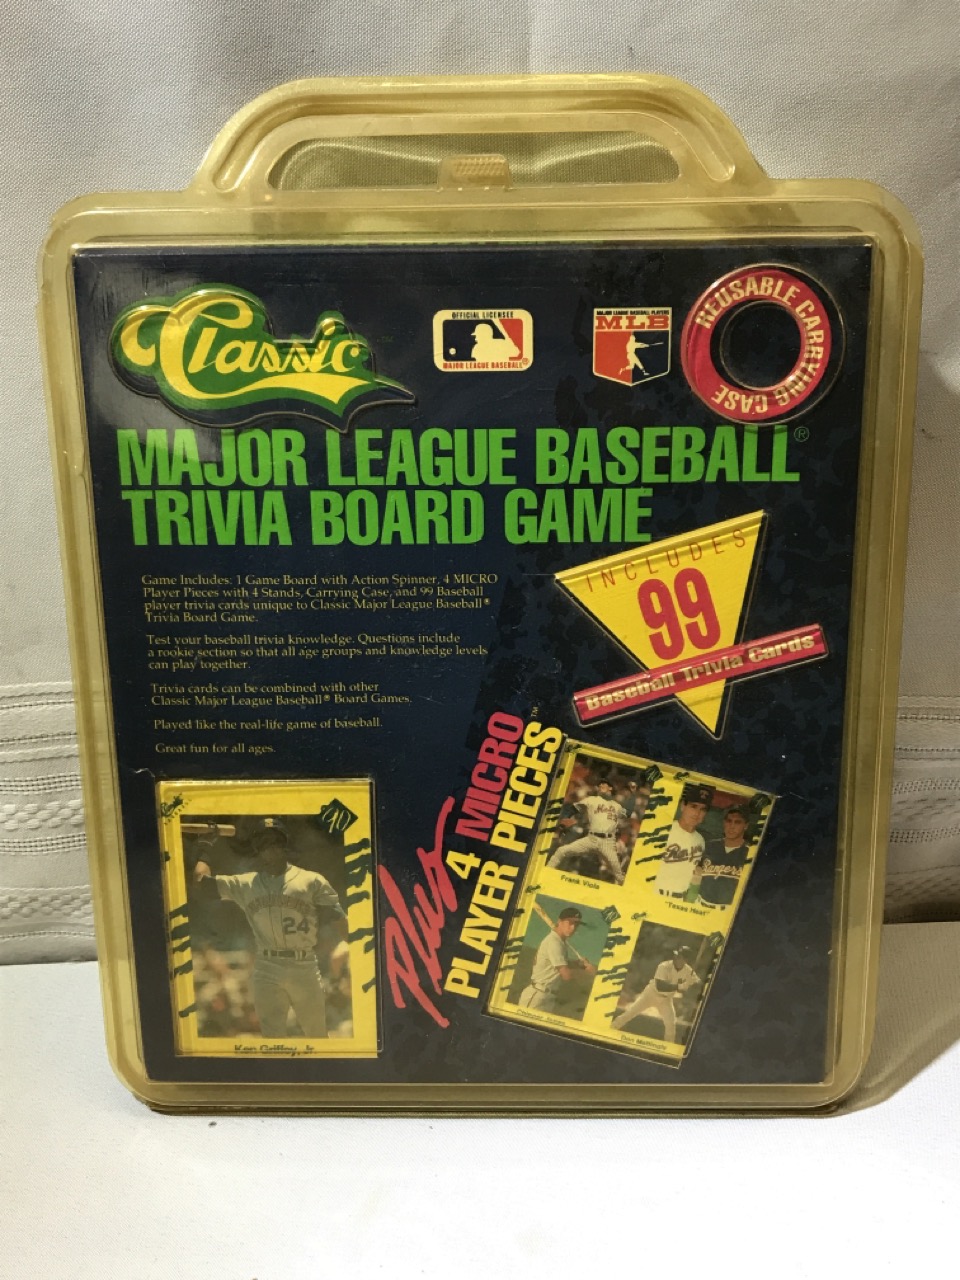 Classic
OFFICIAL LICENSEE
MAJOR LEAGUE BASEBALL®
MAJOR LEAGUE BASEBALL PLAYERS
MLB
REUSABLE CARRYING CASE
MAJOR LEAGUE BASEBALL®
TRIVIA BOARD GAME
Game Includes: 1 Game Board with Action Spinner, 4 MICRO
Player Pieces with 4 Stands, Carrying Case, and 99 Baseball
player trivia cards unique to Classic Major League Baseball®
Trivia Board Game.
Test your baseball trivia knowledge. Questions include
a rookie section so that all age groups and knowledge levels
can play together.
Trivia cards can be combined with other
Classic Major League Baseball® Board Games.
Played like the real-life game of baseball.
Great fun for all ages.
INCLUDES
99
Baseball Trivia Cards
Plus
4 MICRO
PLAYER PIECES™
24
Ken Griffey, Jr.
Frank Viola
Rangers
"Texas Heat"
Chipper Jones
Don Mattingly